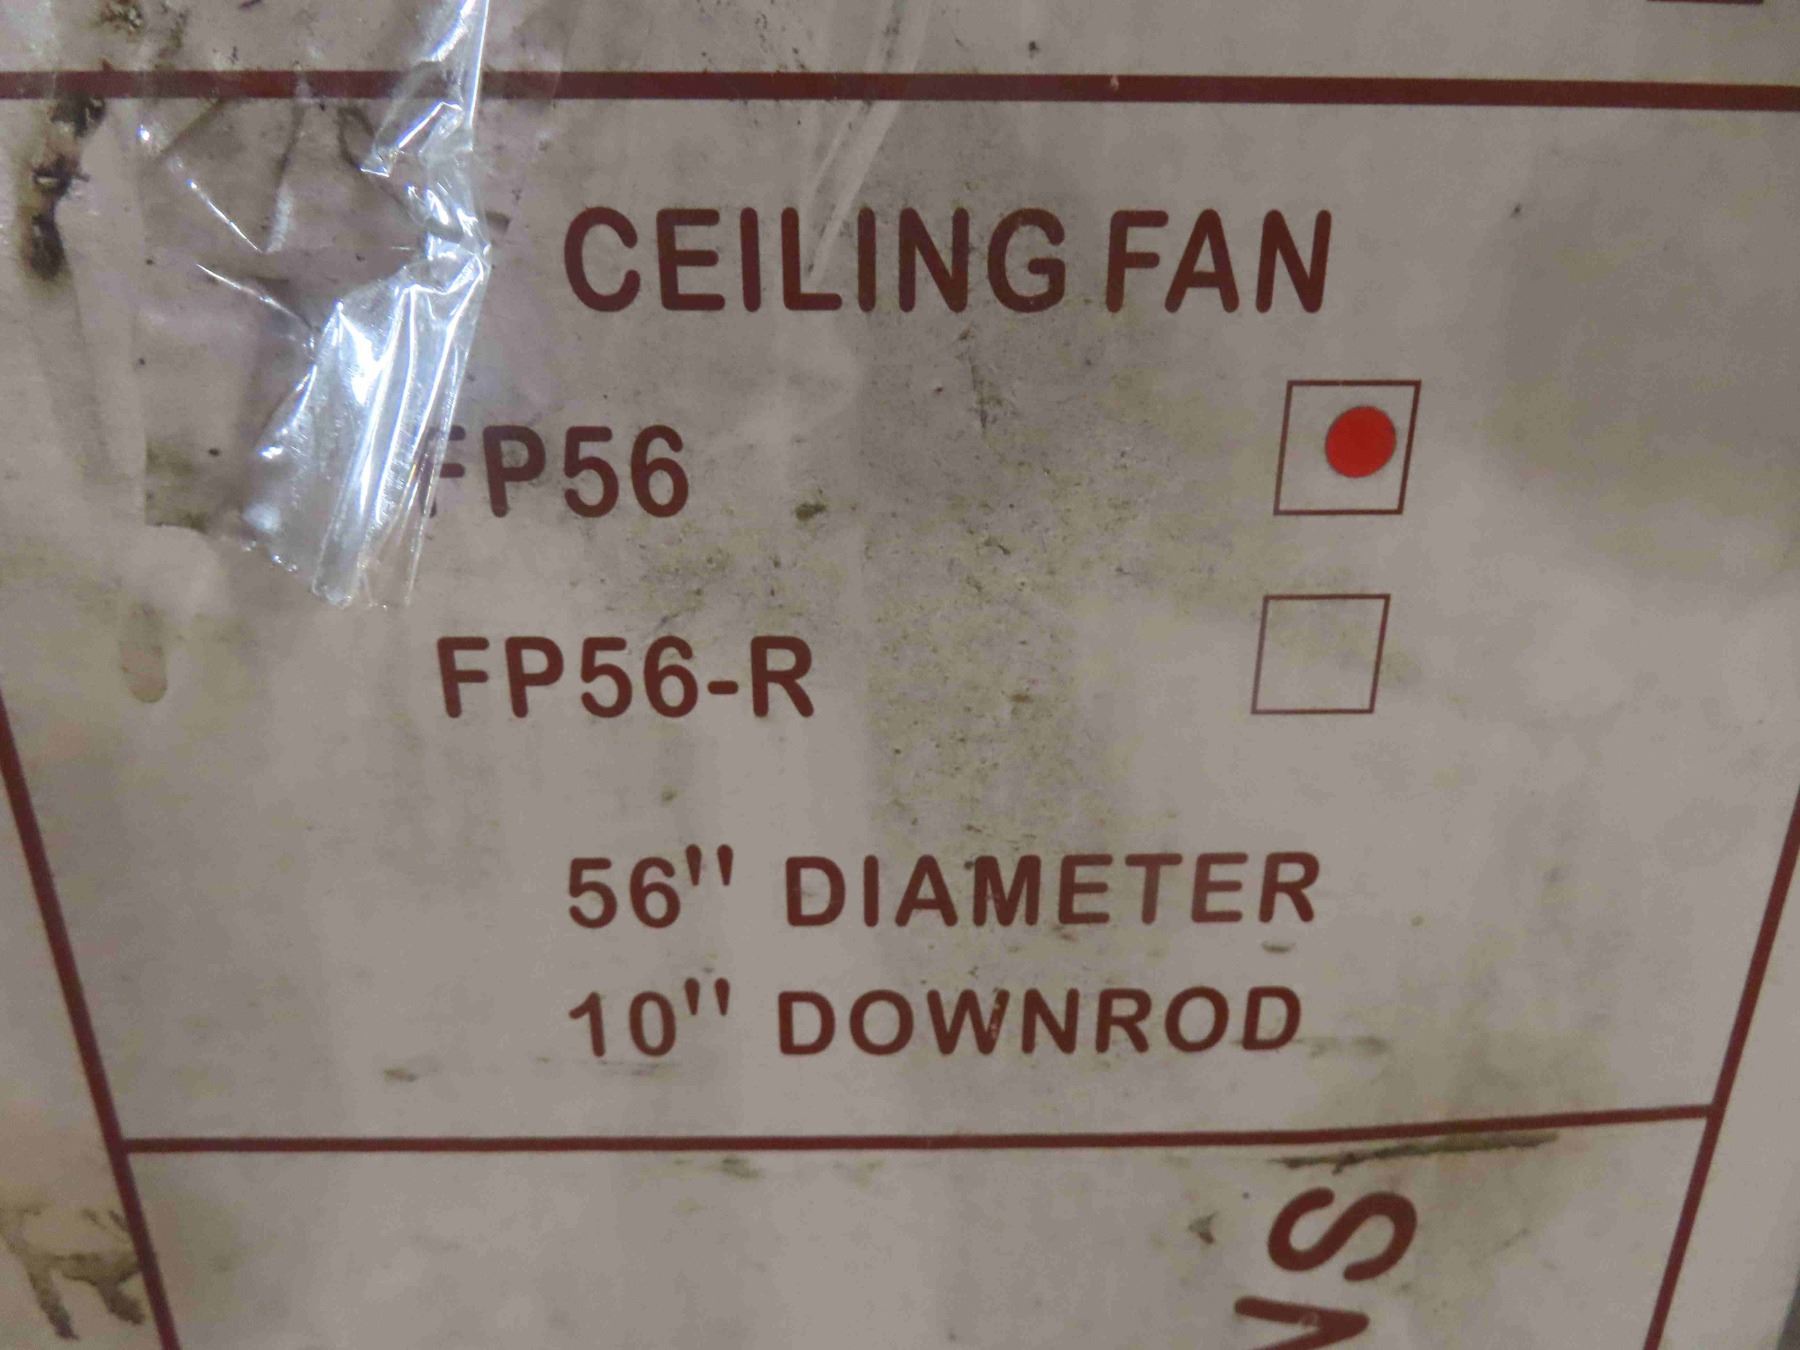 CEILING FAN
FP56
FP56-R
56" DIAMETER
10" DOWNROD